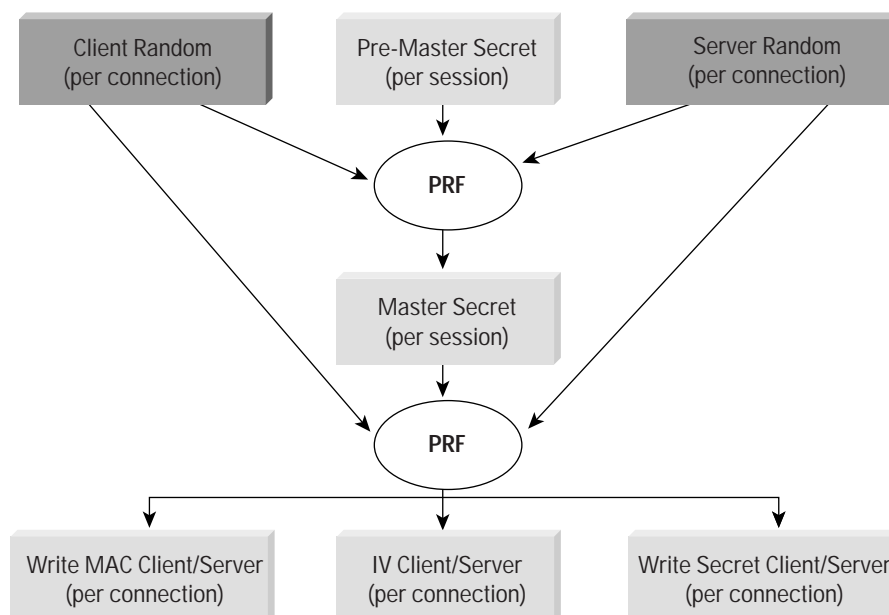 Client Random
(per connection)
Pre-Master Secret
(per session)
Server Random
(per connection)
PRF
Master Secret
(per session)
PRF
Write MAC Client/Server
(per connection)
IV Client/Server
(per connection)
Write Secret Client/Server
(per connection)